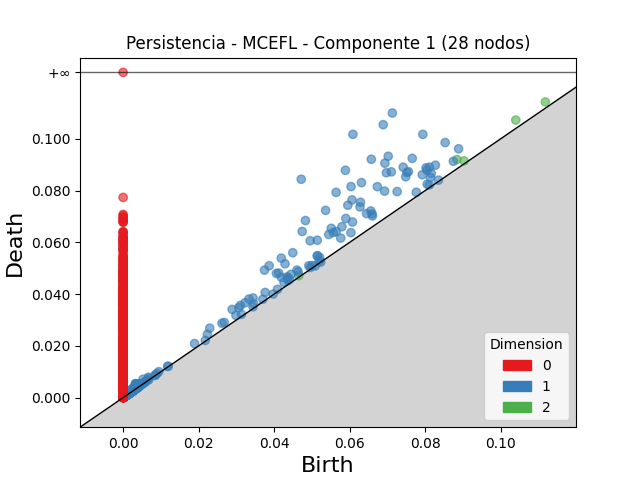 Persistencia - MCEFL - Componente 1 (28 nodos)
+∞
0.100
0.080
0.060
0.040
0.020
0.000
Death
0.00 0.02 0.04 0.06 0.08 0.10
Birth
Dimension
0
1
2